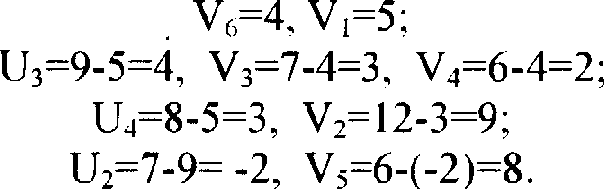 V₆=4, V₁=5;
U₃=9-5=4, V₃=7-4=3, V₄=6-4=2;
U₄=8-5=3, V₂=12-3=9;
U₂=7-9= -2, V₅=6-(-2)=8.